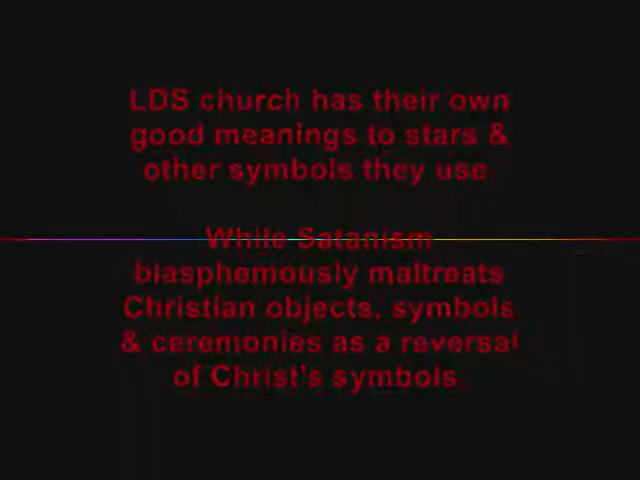 LDS church has their own
good meanings to stars &
other symbols they use.
While Satanism
blasphemously maltreats
Christian objects, symbols
& ceremonies as a reversal
of Christ's symbols.